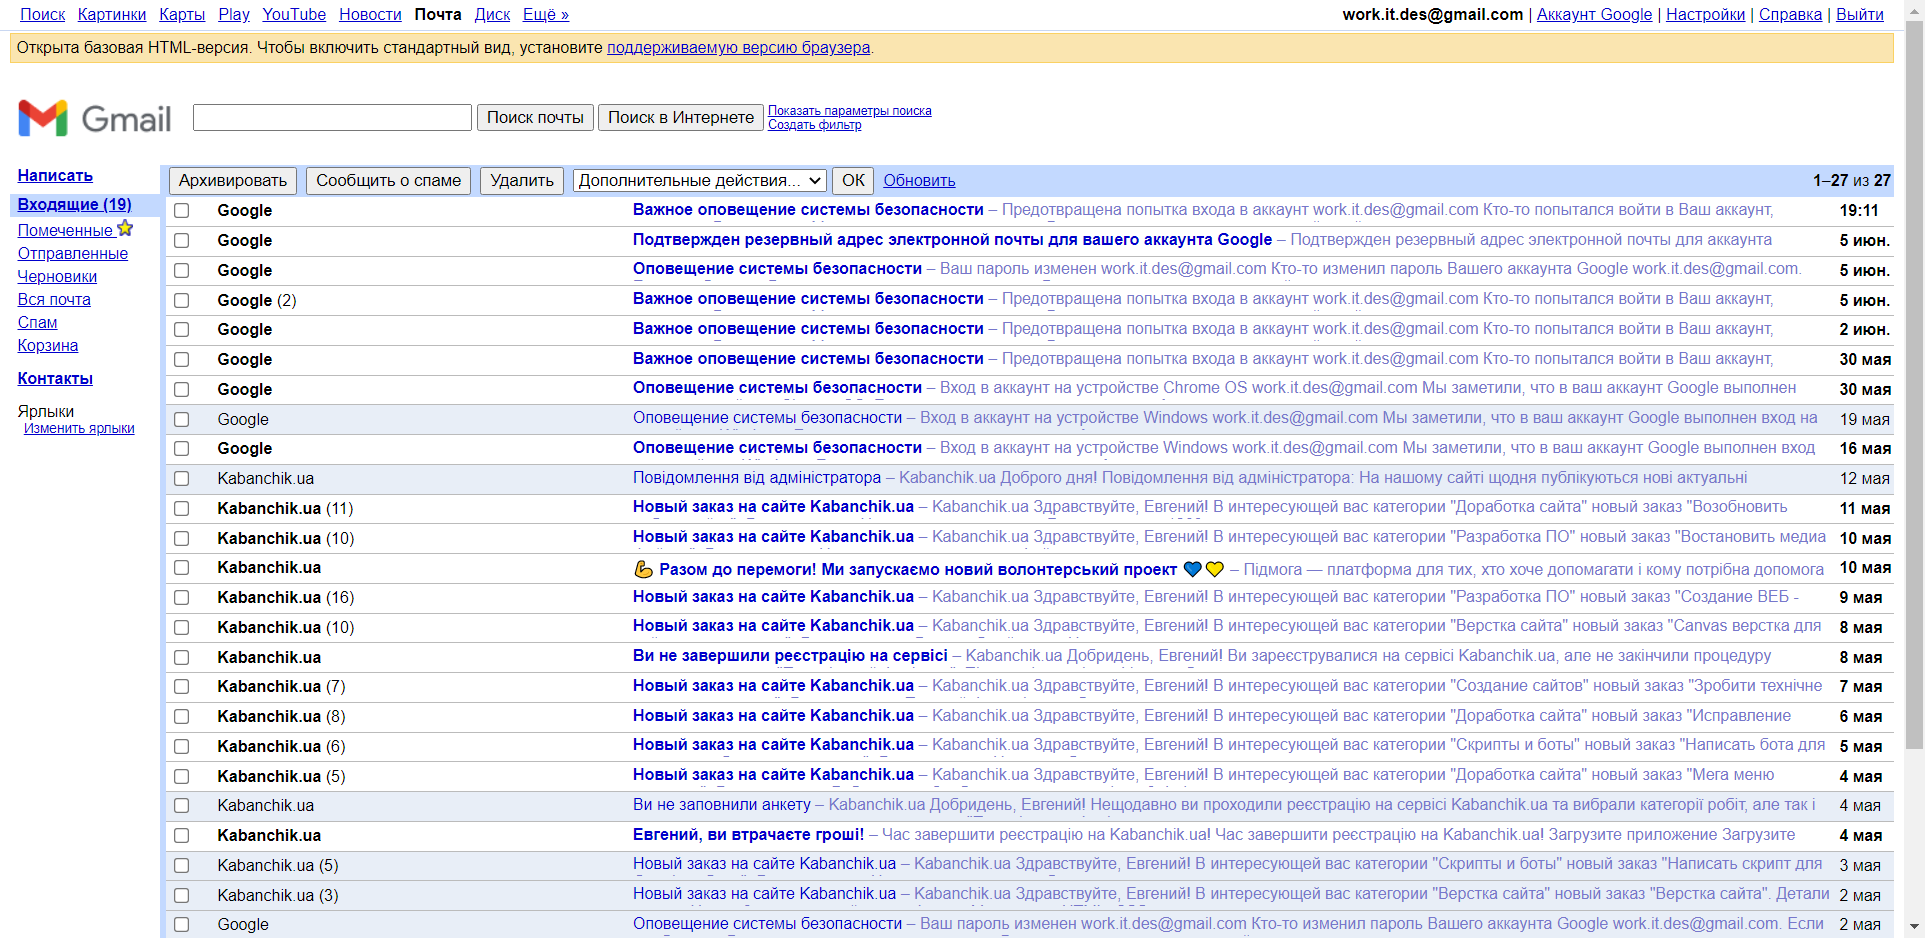 Поиск Картинки Карты Play YouTube Новости Почта Диск Ещё » work.it.des@gmail.com | Аккаунт Google | Настройки | Справка | Выйти
Открыта базовая HTML-версия. Чтобы включить стандартный вид, установите поддерживаемую версию браузера.
Gmail Поиск почты Поиск в Интернете Показать параметры поиска
Создать фильтр
Написать
Входящие (19)
Помеченные
Отправленные
Черновики
Вся почта
Спам
Корзина
Контакты
Ярлыки
Изменить ярлыки
Архивировать Сообщить о спаме Удалить Дополнительные действия... ОК Обновить 1–27 из 27
Google Важное оповещение системы безопасности – Предотвращена попытка входа в аккаунт work.it.des@gmail.com Кто-то попытался войти в Ваш аккаунт, 19:11
Google Подтвержден резервный адрес электронной почты для вашего аккаунта Google – Подтвержден резервный адрес электронной почты для аккаунта 5 июн.
Google Оповещение системы безопасности – Ваш пароль изменен work.it.des@gmail.com Кто-то изменил пароль Вашего аккаунта Google work.it.des@gmail.com. 5 июн.
Google (2) Важное оповещение системы безопасности – Предотвращена попытка входа в аккаунт work.it.des@gmail.com Кто-то попытался войти в Ваш аккаунт, 5 июн.
Google Важное оповещение системы безопасности – Предотвращена попытка входа в аккаунт work.it.des@gmail.com Кто-то попытался войти в Ваш аккаунт, 2 июн.
Google Важное оповещение системы безопасности – Предотвращена попытка входа в аккаунт work.it.des@gmail.com Кто-то попытался войти в Ваш аккаунт, 30 мая
Google Оповещение системы безопасности – Вход в аккаунт на устройстве Chrome OS work.it.des@gmail.com Мы заметили, что в ваш аккаунт Google выполнен 30 мая
Google Оповещение системы безопасности – Вход в аккаунт на устройстве Windows work.it.des@gmail.com Мы заметили, что в ваш аккаунт Google выполнен вход на 19 мая
Google Оповещение системы безопасности – Вход в аккаунт на устройстве Windows work.it.des@gmail.com Мы заметили, что в ваш аккаунт Google выполнен вход 16 мая
Kabanchik.ua Повідомлення від адміністратора – Kabanchik.ua Доброго дня! Повідомлення від адміністратора: На нашому сайті щодня публікуються нові актуальні 12 мая
Kabanchik.ua (11) Новый заказ на сайте Kabanchik.ua – Kabanchik.ua Здравствуйте, Евгений! В интересующей вас категории "Доработка сайта" новый заказ "Возобновить 11 мая
Kabanchik.ua (10) Новый заказ на сайте Kabanchik.ua – Kabanchik.ua Здравствуйте, Евгений! В интересующей вас категории "Разработка ПО" новый заказ "Востановить медиа 10 мая
Kabanchik.ua 💪 Разом до перемоги! Ми запускаємо новий волонтерський проект 💙💛 – Підмога — платформа для тих, хто хоче допомагати і кому потрібна допомога 10 мая
Kabanchik.ua (16) Новый заказ на сайте Kabanchik.ua – Kabanchik.ua Здравствуйте, Евгений! В интересующей вас категории "Разработка ПО" новый заказ "Создание ВЕБ - 9 мая
Kabanchik.ua (10) Новый заказ на сайте Kabanchik.ua – Kabanchik.ua Здравствуйте, Евгений! В интересующей вас категории "Верстка сайта" новый заказ "Canvas верстка для 8 мая
Kabanchik.ua Ви не завершили реєстрацію на сервісі – Kabanchik.ua Добридень, Евгений! Ви зареєструвалися на сервісі Kabanchik.ua, але не закінчили процедуру 8 мая
Kabanchik.ua (7) Новый заказ на сайте Kabanchik.ua – Kabanchik.ua Здравствуйте, Евгений! В интересующей вас категории "Создание сайтов" новый заказ "Зробити технічне 7 мая
Kabanchik.ua (8) Новый заказ на сайте Kabanchik.ua – Kabanchik.ua Здравствуйте, Евгений! В интересующей вас категории "Доработка сайта" новый заказ "Исправление 6 мая
Kabanchik.ua (6) Новый заказ на сайте Kabanchik.ua – Kabanchik.ua Здравствуйте, Евгений! В интересующей вас категории "Скрипты и боты" новый заказ "Написать бота для 5 мая
Kabanchik.ua (5) Новый заказ на сайте Kabanchik.ua – Kabanchik.ua Здравствуйте, Евгений! В интересующей вас категории "Доработка сайта" новый заказ "Мега меню 4 мая
Kabanchik.ua Ви не заповнили анкету – Kabanchik.ua Добридень, Евгений! Нещодавно ви проходили реєстрацію на сервісі Kabanchik.ua та вибрали категорії робіт, але так і 4 мая
Kabanchik.ua Евгений, ви втрачаєте гроші! – Час завершити реєстрацію на Kabanchik.ua! Час завершити реєстрацію на Kabanchik.ua! Загрузите приложение Загрузите 4 мая
Kabanchik.ua (5) Новый заказ на сайте Kabanchik.ua – Kabanchik.ua Здравствуйте, Евгений! В интересующей вас категории "Скрипты и боты" новый заказ "Написать скрипт для 3 мая
Kabanchik.ua (3) Новый заказ на сайте Kabanchik.ua – Kabanchik.ua Здравствуйте, Евгений! В интересующей вас категории "Верстка сайта" новый заказ "Верстка сайта". Детали 2 мая
Google Оповещение системы безопасности – Ваш пароль изменен work.it.des@gmail.com Кто-то изменил пароль Вашего аккаунта Google work.it.des@gmail.com. Если 2 мая